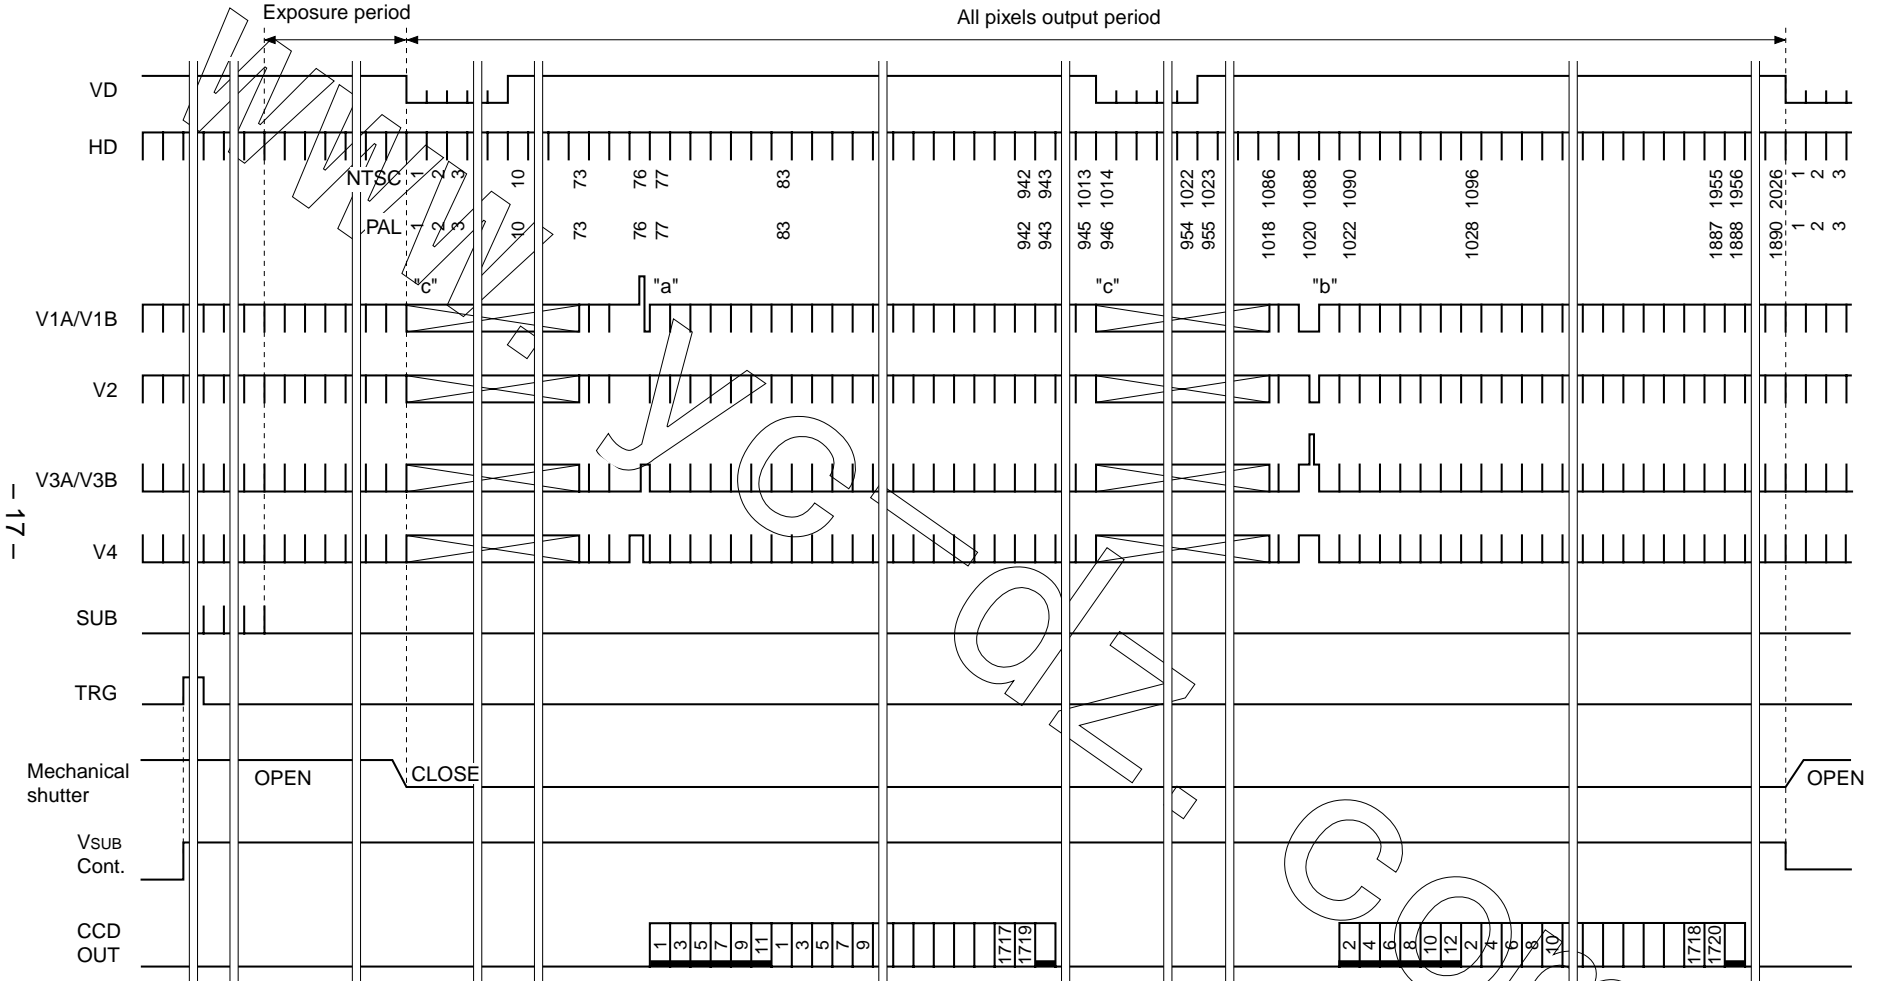 Exposure period
All pixels output period
VD
HD
NTSC 1 2 3 10 73 76 77 83 942 943 1013 1014 1022 1023 1086 1088 1090 1096 1955 1956 2026 1 2 3
PAL 1 2 3 10 73 76 77 83 942 943 945 946 954 955 1018 1020 1022 1028 1887 1888 1890 1 2 3
"c" "a" "c" "b"
V1A/V1B
V2
V3A/V3B
V4
SUB
TRG
Mechanical
shutter
OPEN CLOSE OPEN
VSUB
Cont.
CCD
OUT
1 3 5 7 9 11 1 3 5 7 9 1717 1719 2 4 6 8 10 12 2 4 6 8 10 1718 1720
– 17 –
www.ycidz.com